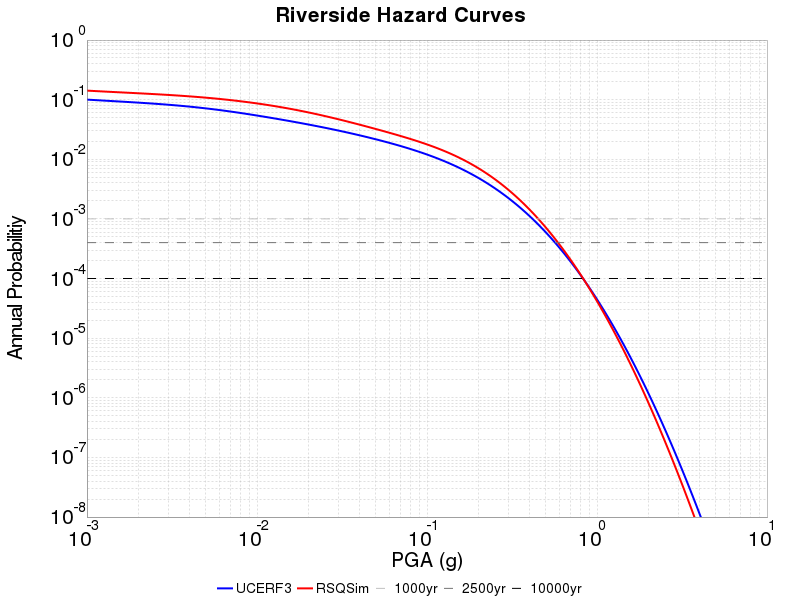 Riverside Hazard Curves
10^0
10^-1
10^-2
10^-3
10^-4
10^-5
10^-6
10^-7
10^-8
Annual Probabilitiy
10^-3 10^-2 10^-1 10^0 10^1
PGA (g)
UCERF3 RSQSim 1000yr 2500yr 10000yr